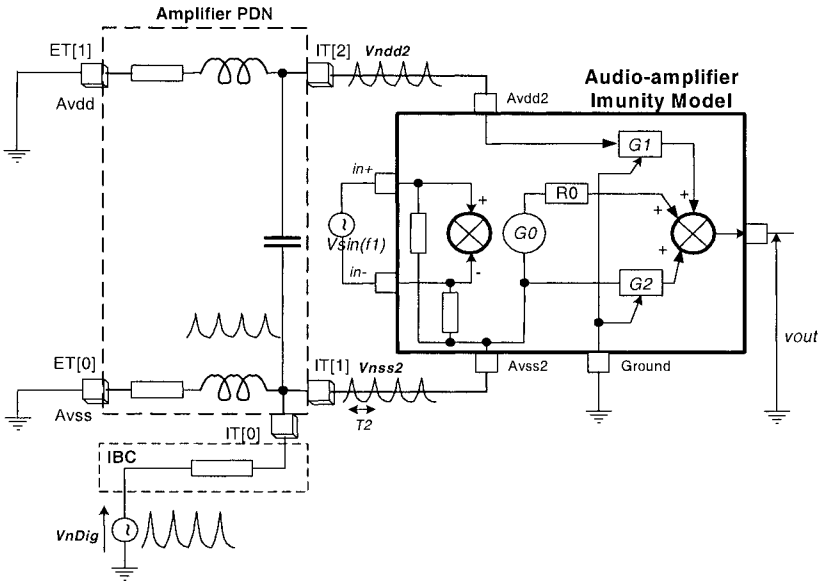 Amplifier PDN
ET[1]
IT[2]
Vndd2
Avdd
Audio-amplifier
Imunity Model
Avdd2
G1
in+
+
+
R0
+
Vsin(f1)
G0
+
in-
-
G2
vout
ET[0]
IT[1]
Vnss2
Avss2
Ground
Avss
T2
IT[0]
IBC
VnDig